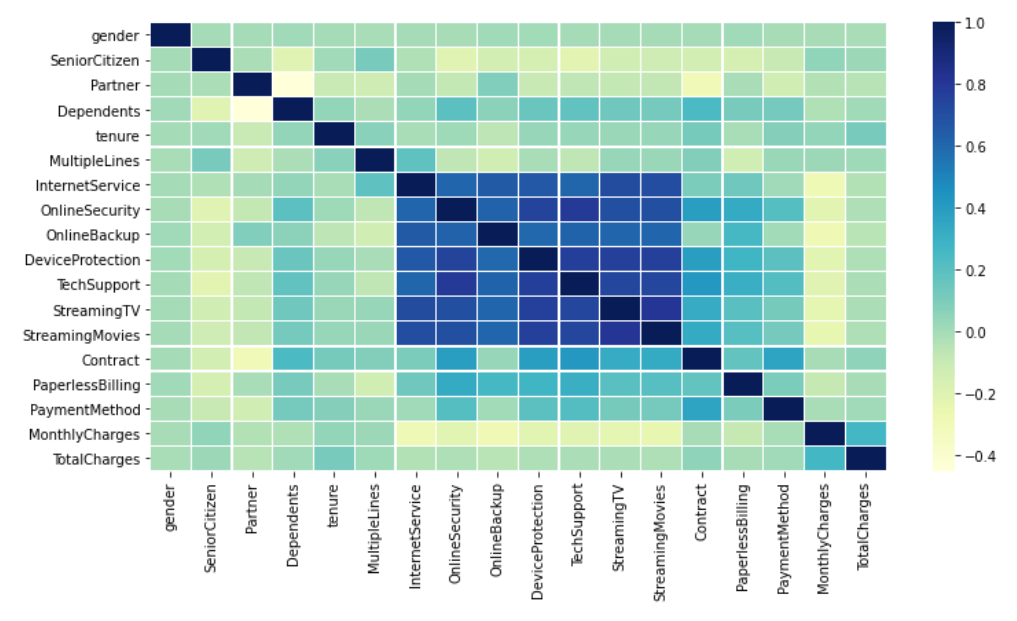 gender
SeniorCitizen
Partner
Dependents
tenure
MultipleLines
InternetService
OnlineSecurity
OnlineBackup
DeviceProtection
TechSupport
StreamingTV
StreamingMovies
Contract
PaperlessBilling
PaymentMethod
MonthlyCharges
TotalCharges
gender
SeniorCitizen
Partner
Dependents
tenure
MultipleLines
InternetService
OnlineSecurity
OnlineBackup
DeviceProtection
TechSupport
StreamingTV
StreamingMovies
Contract
PaperlessBilling
PaymentMethod
MonthlyCharges
TotalCharges
1.0
0.8
0.6
0.4
0.2
0.0
−0.2
−0.4